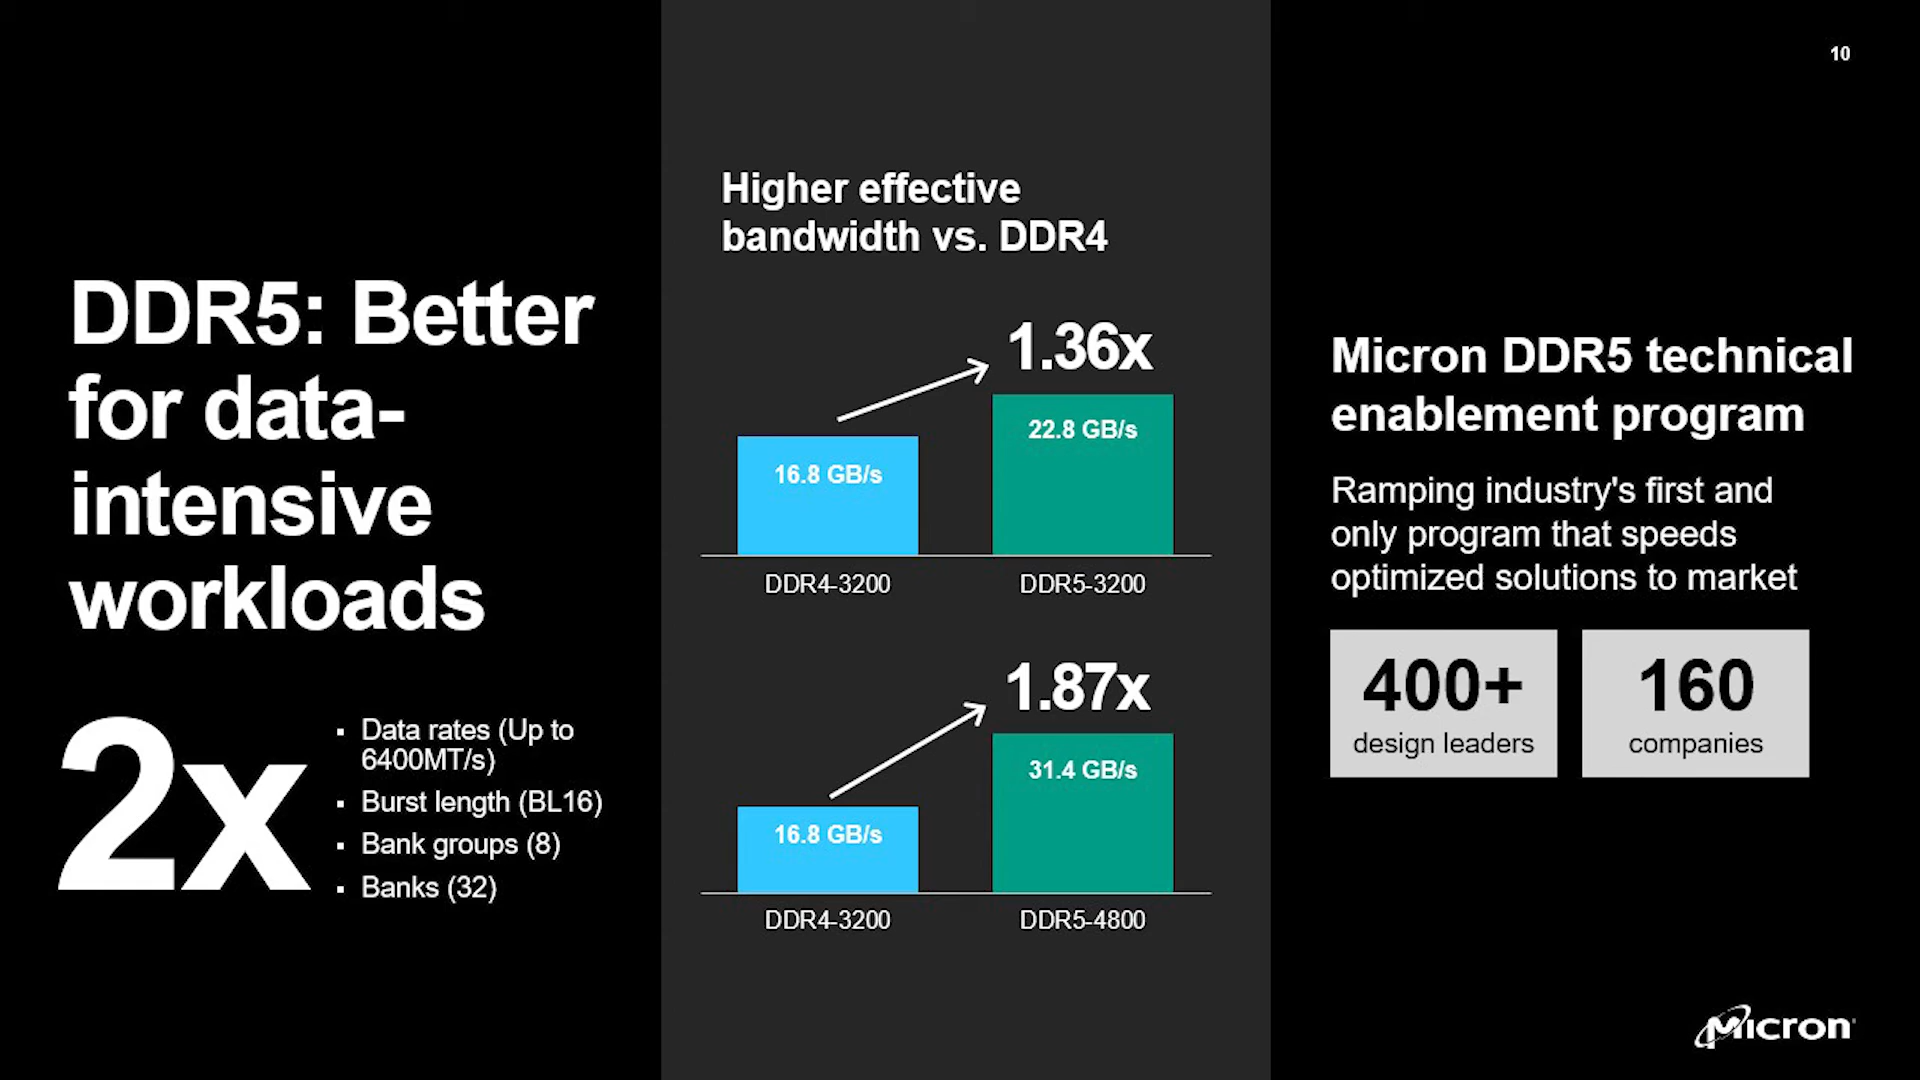 10
DDR5: Better
for data-
intensive
workloads
2x
▪ Data rates (Up to
6400MT/s)
▪ Burst length (BL16)
▪ Bank groups (8)
▪ Banks (32)
Higher effective
bandwidth vs. DDR4
1.36x
16.8 GB/s
22.8 GB/s
DDR4-3200
DDR5-3200
1.87x
16.8 GB/s
31.4 GB/s
DDR4-3200
DDR5-4800
Micron DDR5 technical
enablement program
Ramping industry's first and
only program that speeds
optimized solutions to market
400+
design leaders
160
companies
Micron